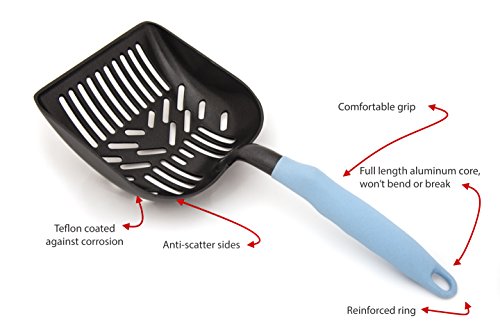 Comfortable grip
Full length aluminum core,
won't bend or break
Teflon coated
against corrosion
Anti-scatter sides
Reinforced ring